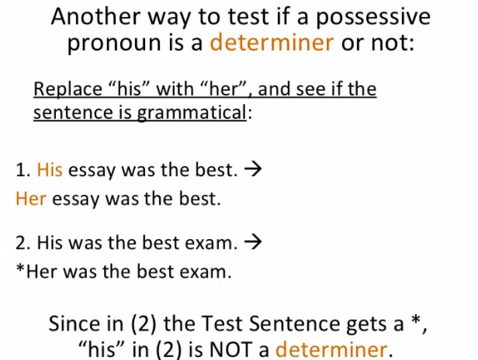 Another way to test if a possessive
pronoun is a determiner or not:
Replace “his” with “her”, and see if the
sentence is grammatical:
1. His essay was the best. →
Her essay was the best.
2. His was the best exam. →
*Her was the best exam.
Since in (2) the Test Sentence gets a *,
“his” in (2) is NOT a determiner.